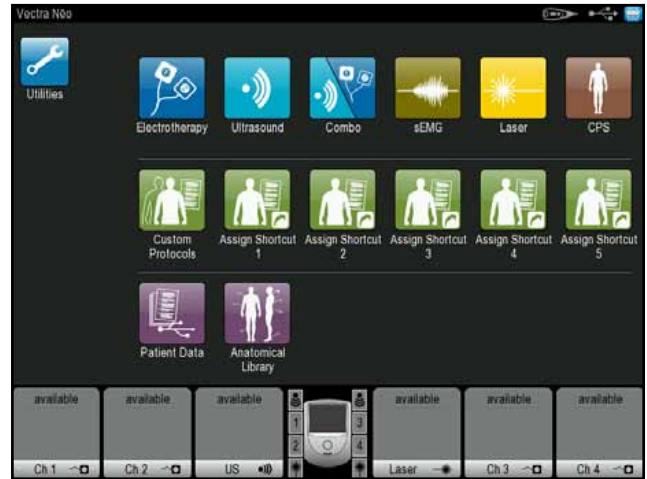 Vectra Nēo
Utilities
Electrotherapy Ultrasound Combo sEMG Laser CPS
Custom Assign Shortcut Assign Shortcut Assign Shortcut Assign Shortcut Assign Shortcut
Protocols 1 2 3 4 5
Patient Data Anatomical
Library
available available available available available available
1 3
2 4
Ch 1 Ch 2 US Laser Ch 3 Ch 4